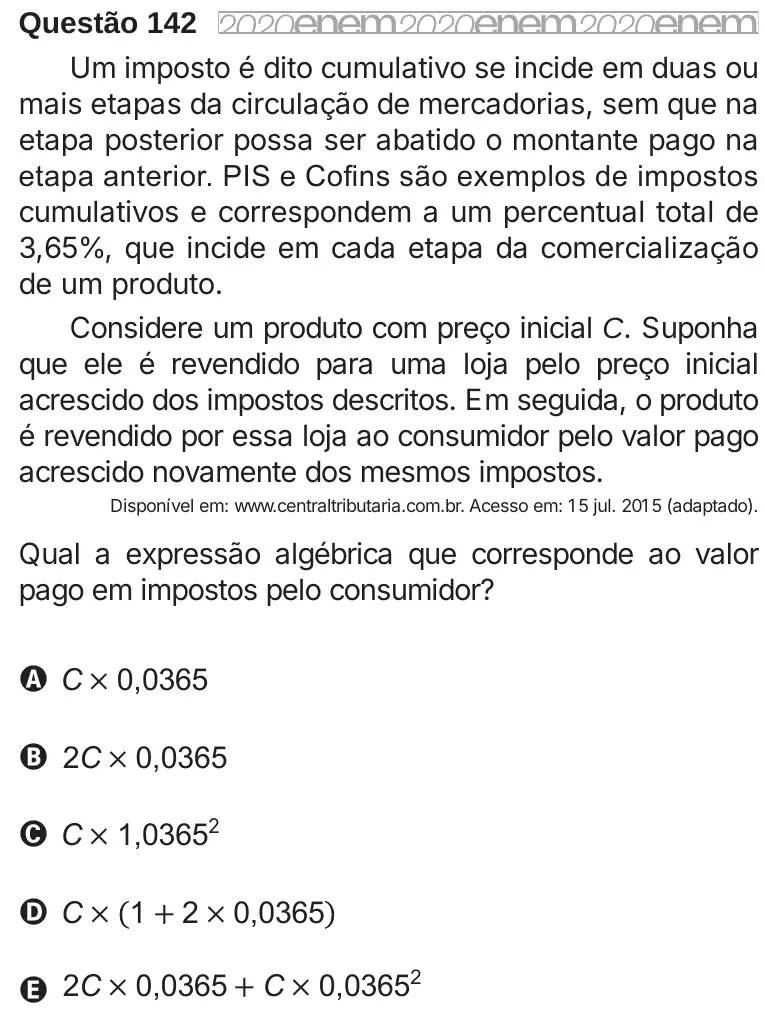 Questão 142 2020enem2020enem2020enem
Um imposto é dito cumulativo se incide em duas ou
mais etapas da circulação de mercadorias, sem que na
etapa posterior possa ser abatido o montante pago na
etapa anterior. PIS e Cofins são exemplos de impostos
cumulativos e correspondem a um percentual total de
3,65%, que incide em cada etapa da comercialização
de um produto.
Considere um produto com preço inicial C. Suponha
que ele é revendido para uma loja pelo preço inicial
acrescido dos impostos descritos. Em seguida, o produto
é revendido por essa loja ao consumidor pelo valor pago
acrescido novamente dos mesmos impostos.
Disponível em: www.centraltributaria.com.br. Acesso em: 15 jul. 2015 (adaptado).
Qual a expressão algébrica que corresponde ao valor
pago em impostos pelo consumidor?
A C × 0,0365
B 2C × 0,0365
C C × 1,0365²
D C × (1 + 2 × 0,0365)
E 2C × 0,0365 + C × 0,0365²